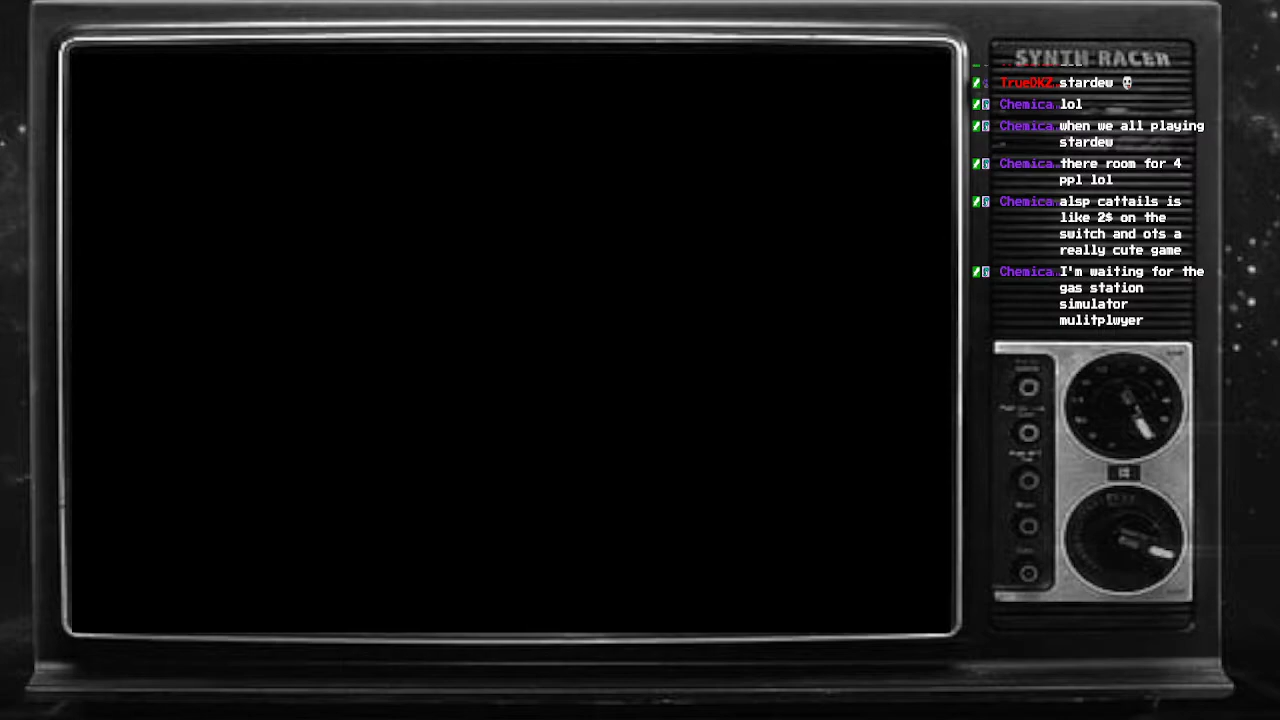 SYNTH RACER
TrueOKZ… stardew
Chemica… lol
Chemica… when we all playing
stardew
Chemica… there room for 4
ppl lol
Chemica… alsp cattails is
like 2$ on the
switch and ots a
really cute game
Chemica… I'm waiting for the
gas station
simulator
mulitplwyer